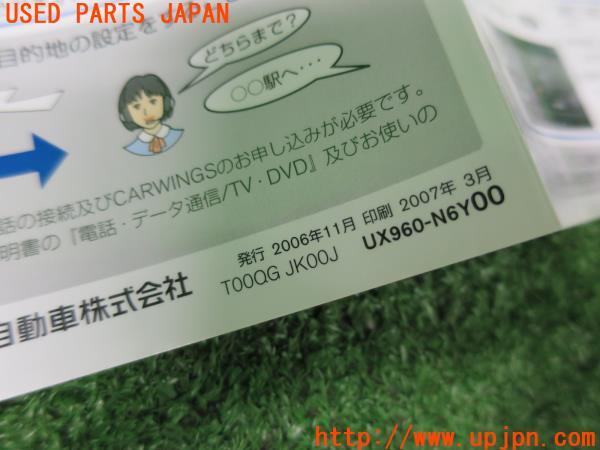 USED PARTS JAPAN
目的地の設定を
どちらまで？
○○駅へ…
話の接続及びCARWINGSのお申し込みが必要です。
明書の『電話・データ通信/TV・DVD』及びお使いの
発行 2006年11月 印刷 2007年 3月
T00QG JK00J UX960-N6Y00
自動車株式会社
http://www.upjpn.com